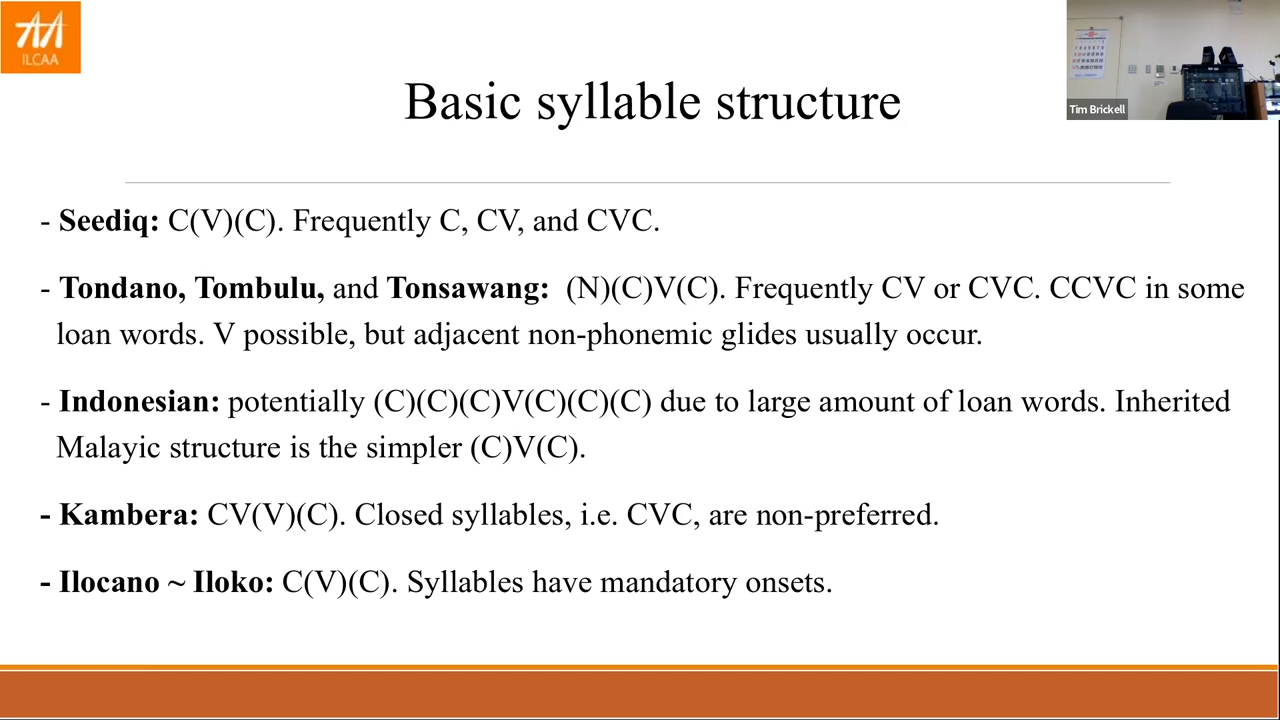 ILCAA
Tim Brickell
Basic syllable structure
- Seediq: C(V)(C). Frequently C, CV, and CVC.
- Tondano, Tombulu, and Tonsawang: (N)(C)V(C). Frequently CV or CVC. CCVC in some
loan words. V possible, but adjacent non-phonemic glides usually occur.
- Indonesian: potentially (C)(C)(C)V(C)(C)(C) due to large amount of loan words. Inherited
Malayic structure is the simpler (C)V(C).
- Kambera: CV(V)(C). Closed syllables, i.e. CVC, are non-preferred.
- Ilocano ~ Iloko: C(V)(C). Syllables have mandatory onsets.